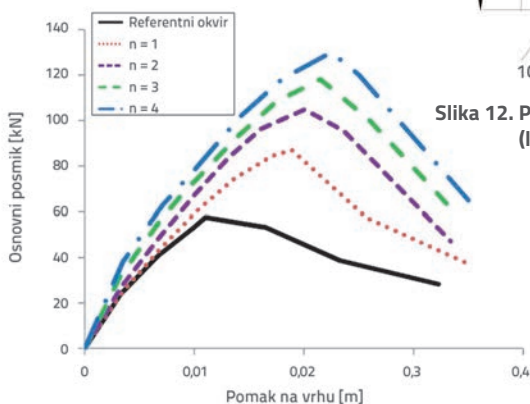 140
120
100
80
60
40
20
0
Osnovni posmik [kN]
Referentni okvir
n = 1
n = 2
n = 3
n = 4
0
0,01
0,02
0,3
0,4
Pomak na vrhu [m]
10
Slika 12. P
(I